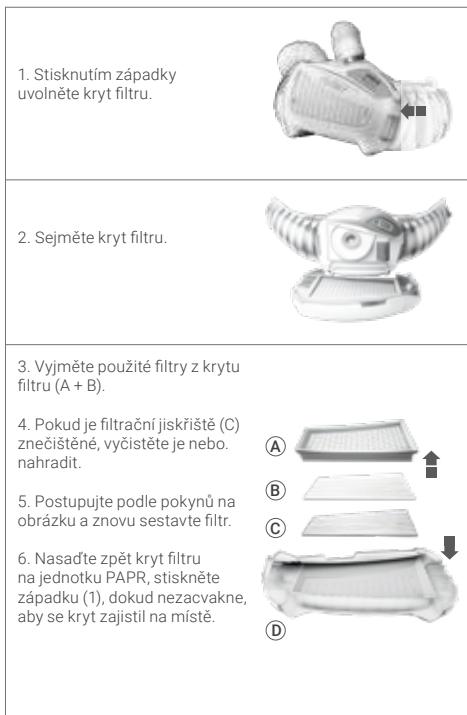 1. Stisknutím západky
uvolněte kryt filtru.
2. Sejměte kryt filtru.
3. Vyjměte použité filtry z krytu
filtru (A + B).
4. Pokud je filtrační jiskřiště (C)
znečištěné, vyčistěte je nebo.
nahradit.
5. Postupujte podle pokynů na
obrázku a znovu sestavte filtr.
6. Nasaďte zpět kryt filtru
na jednotku PAPR, stiskněte
západku (1), dokud nezacvakne,
aby se kryt zajistil na místě.
A
B
C
D